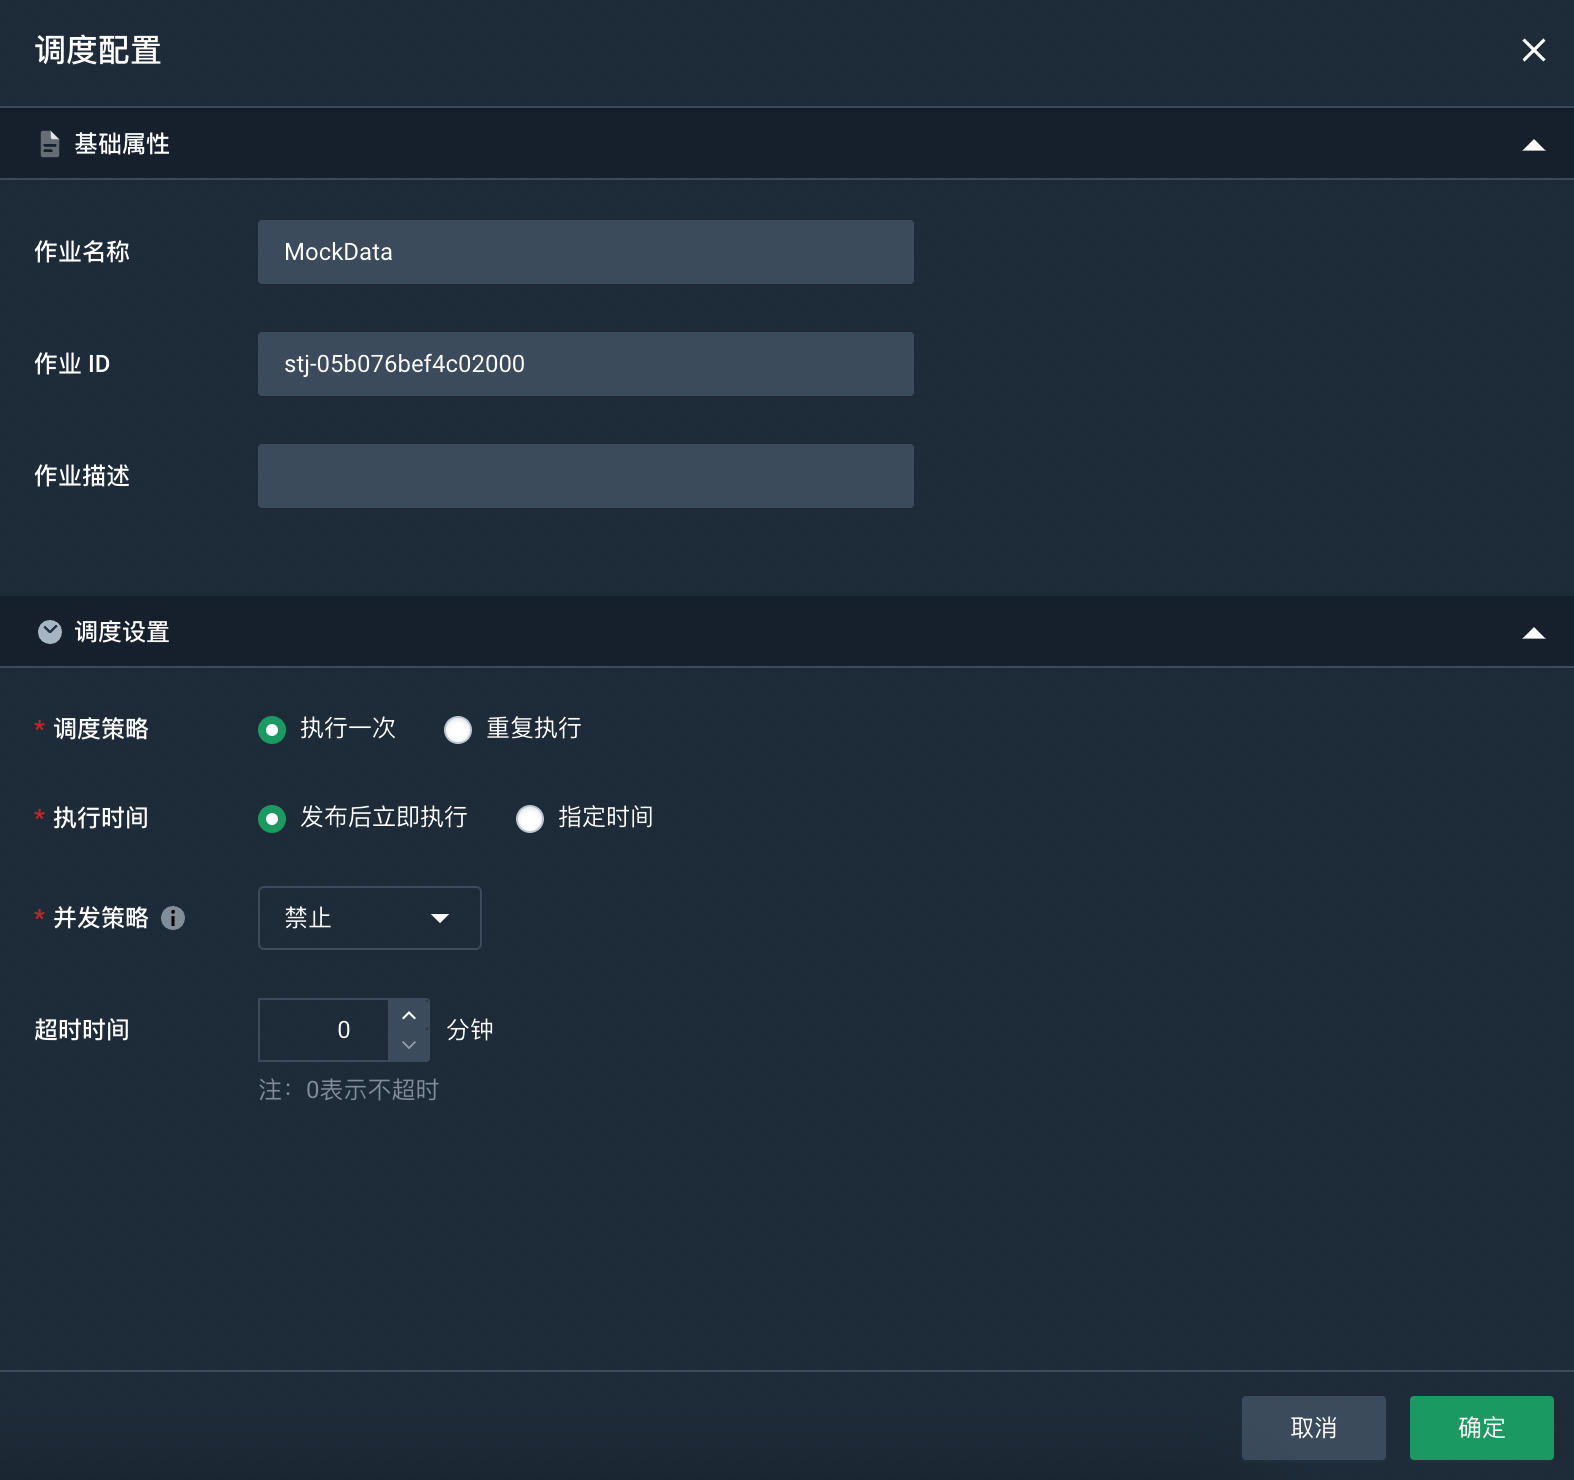 调度配置
基础属性
作业名称 MockData
作业 ID stj-05b076bef4c02000
作业描述
调度设置
* 调度策略 执行一次 重复执行
* 执行时间 发布后立即执行 指定时间
* 并发策略 禁止
超时时间 0 分钟
注：0表示不超时
取消 确定